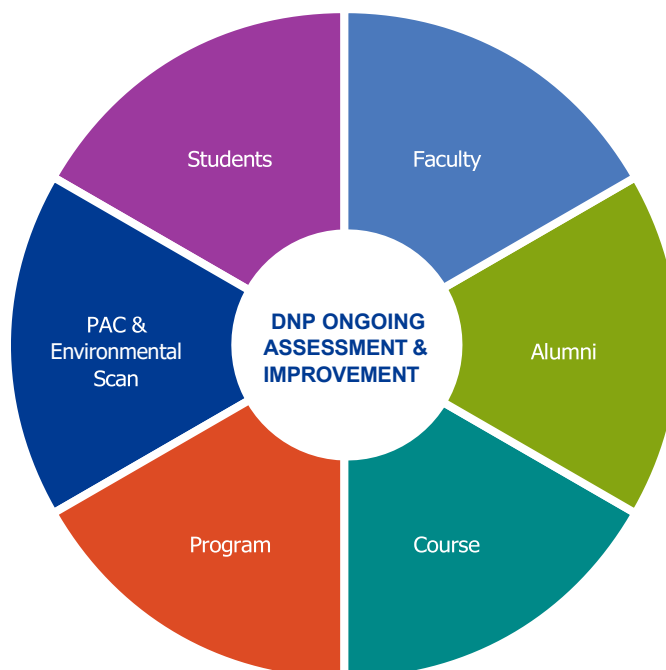 Students
Faculty
PAC &
Environmental
Scan
DNP ONGOING
ASSESSMENT &
IMPROVEMENT
Alumni
Program
Course